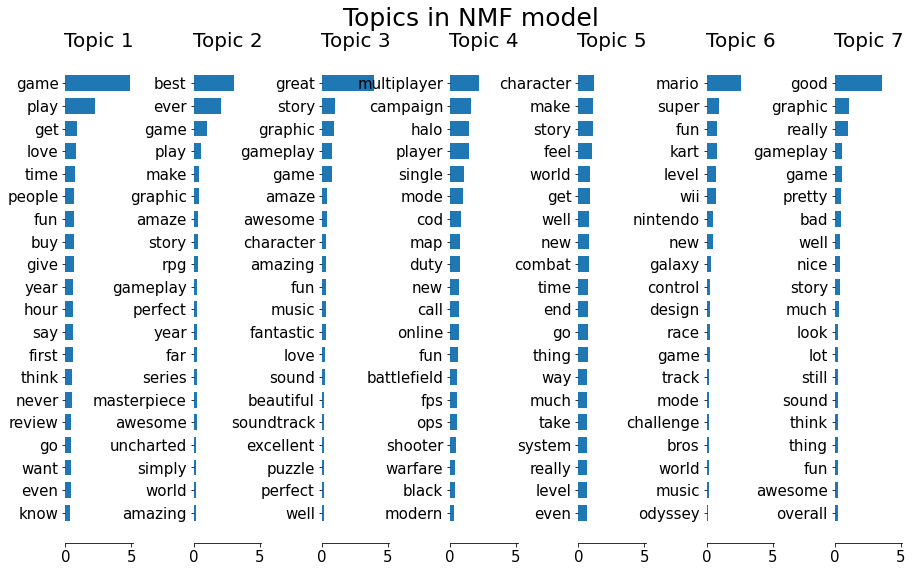 Topics in NMF model
Topic 1 Topic 2 Topic 3 Topic 4 Topic 5 Topic 6 Topic 7
game best great multiplayer character mario good
play ever story campaign make super graphic
get game graphic halo story fun really
love play gameplay player feel kart gameplay
time make game single world level game
people graphic amaze mode get wii pretty
fun amaze awesome cod well nintendo bad
buy story character map new new well
give rpg amazing duty combat galaxy nice
year gameplay fun new time control story
hour perfect music call end design much
say year fantastic online go race look
first far love fun thing game lot
think series sound battlefield way track still
never masterpiece beautiful fps much mode sound
review awesome soundtrack ops take challenge think
go uncharted excellent shooter system bros thing
want simply puzzle warfare really world fun
even world perfect black level music awesome
know amazing well modern even odyssey overall
0 5 0 5 0 5 0 5 0 5 0 5 0 5